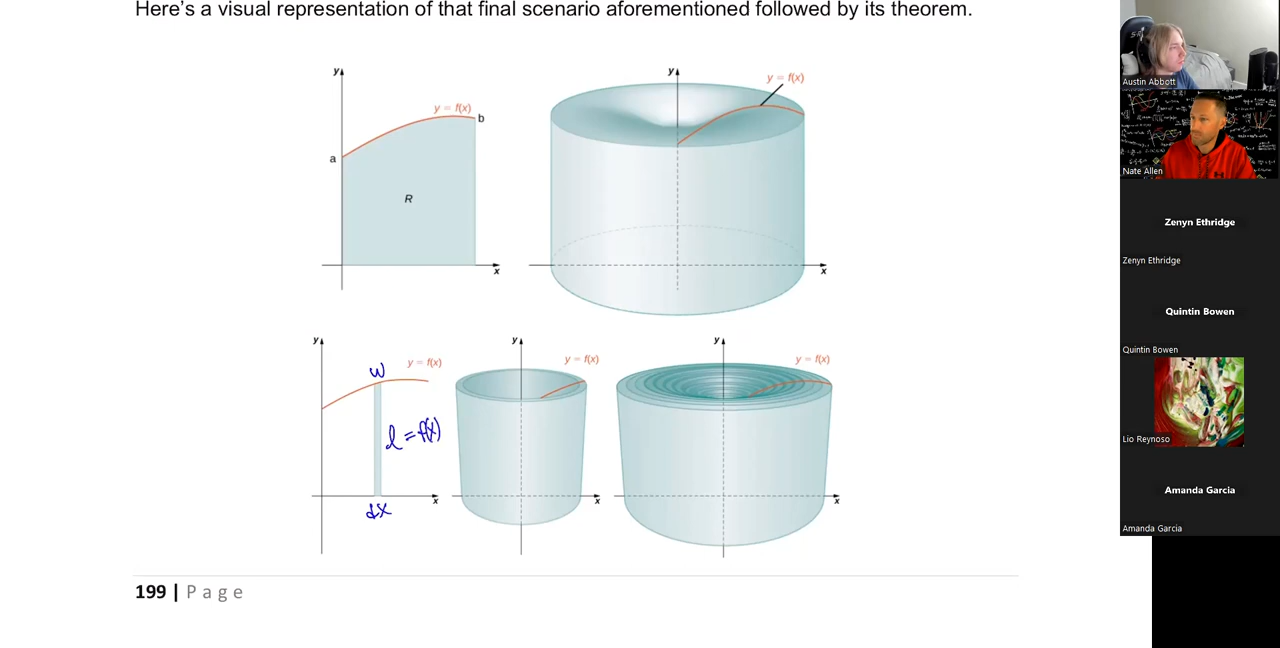 Here's a visual representation of that final scenario aforementioned followed by its theorem.
y
y = f(x)
b
a
R
x
y
y = f(x)
x
y
y = f(x)
w
l = f(x)
x
dx
y
y = f(x)
x
y
y = f(x)
x
199 | Page
Austin Abbott
Nate Allen
Zenyn Ethridge
Zenyn Ethridge
Quintin Bowen
Quintin Bowen
Lio Reynoso
Amanda Garcia
Amanda Garcia